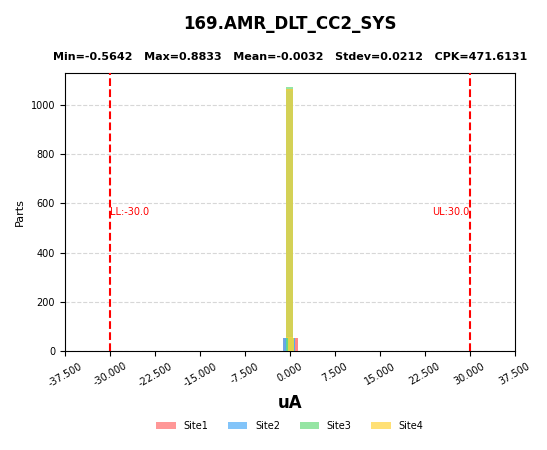 169.AMR_DLT_CC2_SYS
Min=-0.5642 Max=0.8833 Mean=-0.0032 Stdev=0.0212 CPK=471.6131
1000
800
600
400
200
0
Parts
LL:-30.0
UL:30.0
-37.500 -30.000 -22.500 -15.000 -7.500 0.000 7.500 15.000 22.500 30.000 37.500
uA
Site1 Site2 Site3 Site4